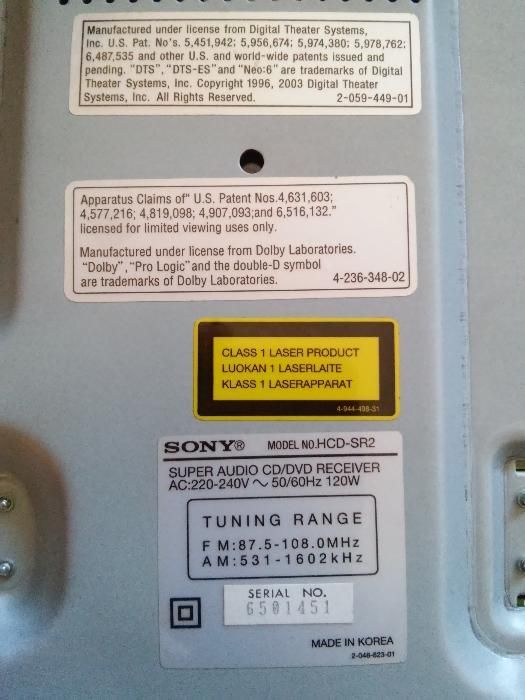 Manufactured under license from Digital Theater Systems,
Inc. U.S. Pat. No's. 5,451,942; 5,956,674; 5,974,380; 5,978,762;
6,487,535 and other U.S. and world-wide patents issued and
pending. "DTS", "DTS-ES" and "Neo:6" are trademarks of Digital
Theater Systems, Inc. Copyright 1996, 2003 Digital Theater
Systems, Inc. All Rights Reserved. 2-059-449-01
Apparatus Claims of" U.S. Patent Nos.4,631,603;
4,577,216; 4,819,098; 4,907,093;and 6,516,132."
licensed for limited viewing uses only.
Manufactured under license from Dolby Laboratories.
"Dolby", "Pro Logic" and the double-D symbol
are trademarks of Dolby Laboratories. 4-236-348-02
CLASS 1 LASER PRODUCT
LUOKAN 1 LASERLAITE
KLASS 1 LASERAPPARAT
4-944-498-31
SONY® MODEL NO.HCD-SR2
SUPER AUDIO CD/DVD RECEIVER
AC:220-240V ~ 50/60Hz 120W
TUNING RANGE
FM:87.5-108.0MHz
AM:531-1602kHz
SERIAL NO.
6501451
MADE IN KOREA
2-048-623-01